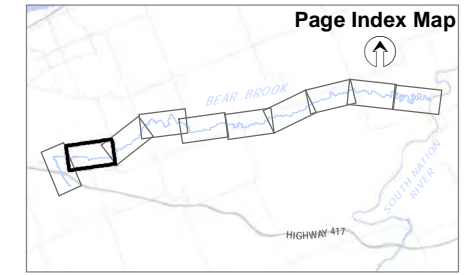 Page Index Map
BEAR BROOK
SOUTH NATION
RIVER
HIGHWAY 417